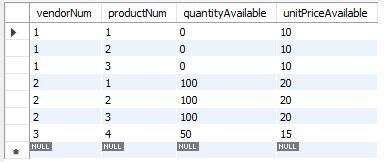 vendorNum productNum quantityAvailable unitPriceAvailable
1 1 0 10
1 2 0 10
1 3 0 10
2 1 100 20
2 2 100 20
2 3 100 20
3 4 50 15
NULL NULL NULL NULL